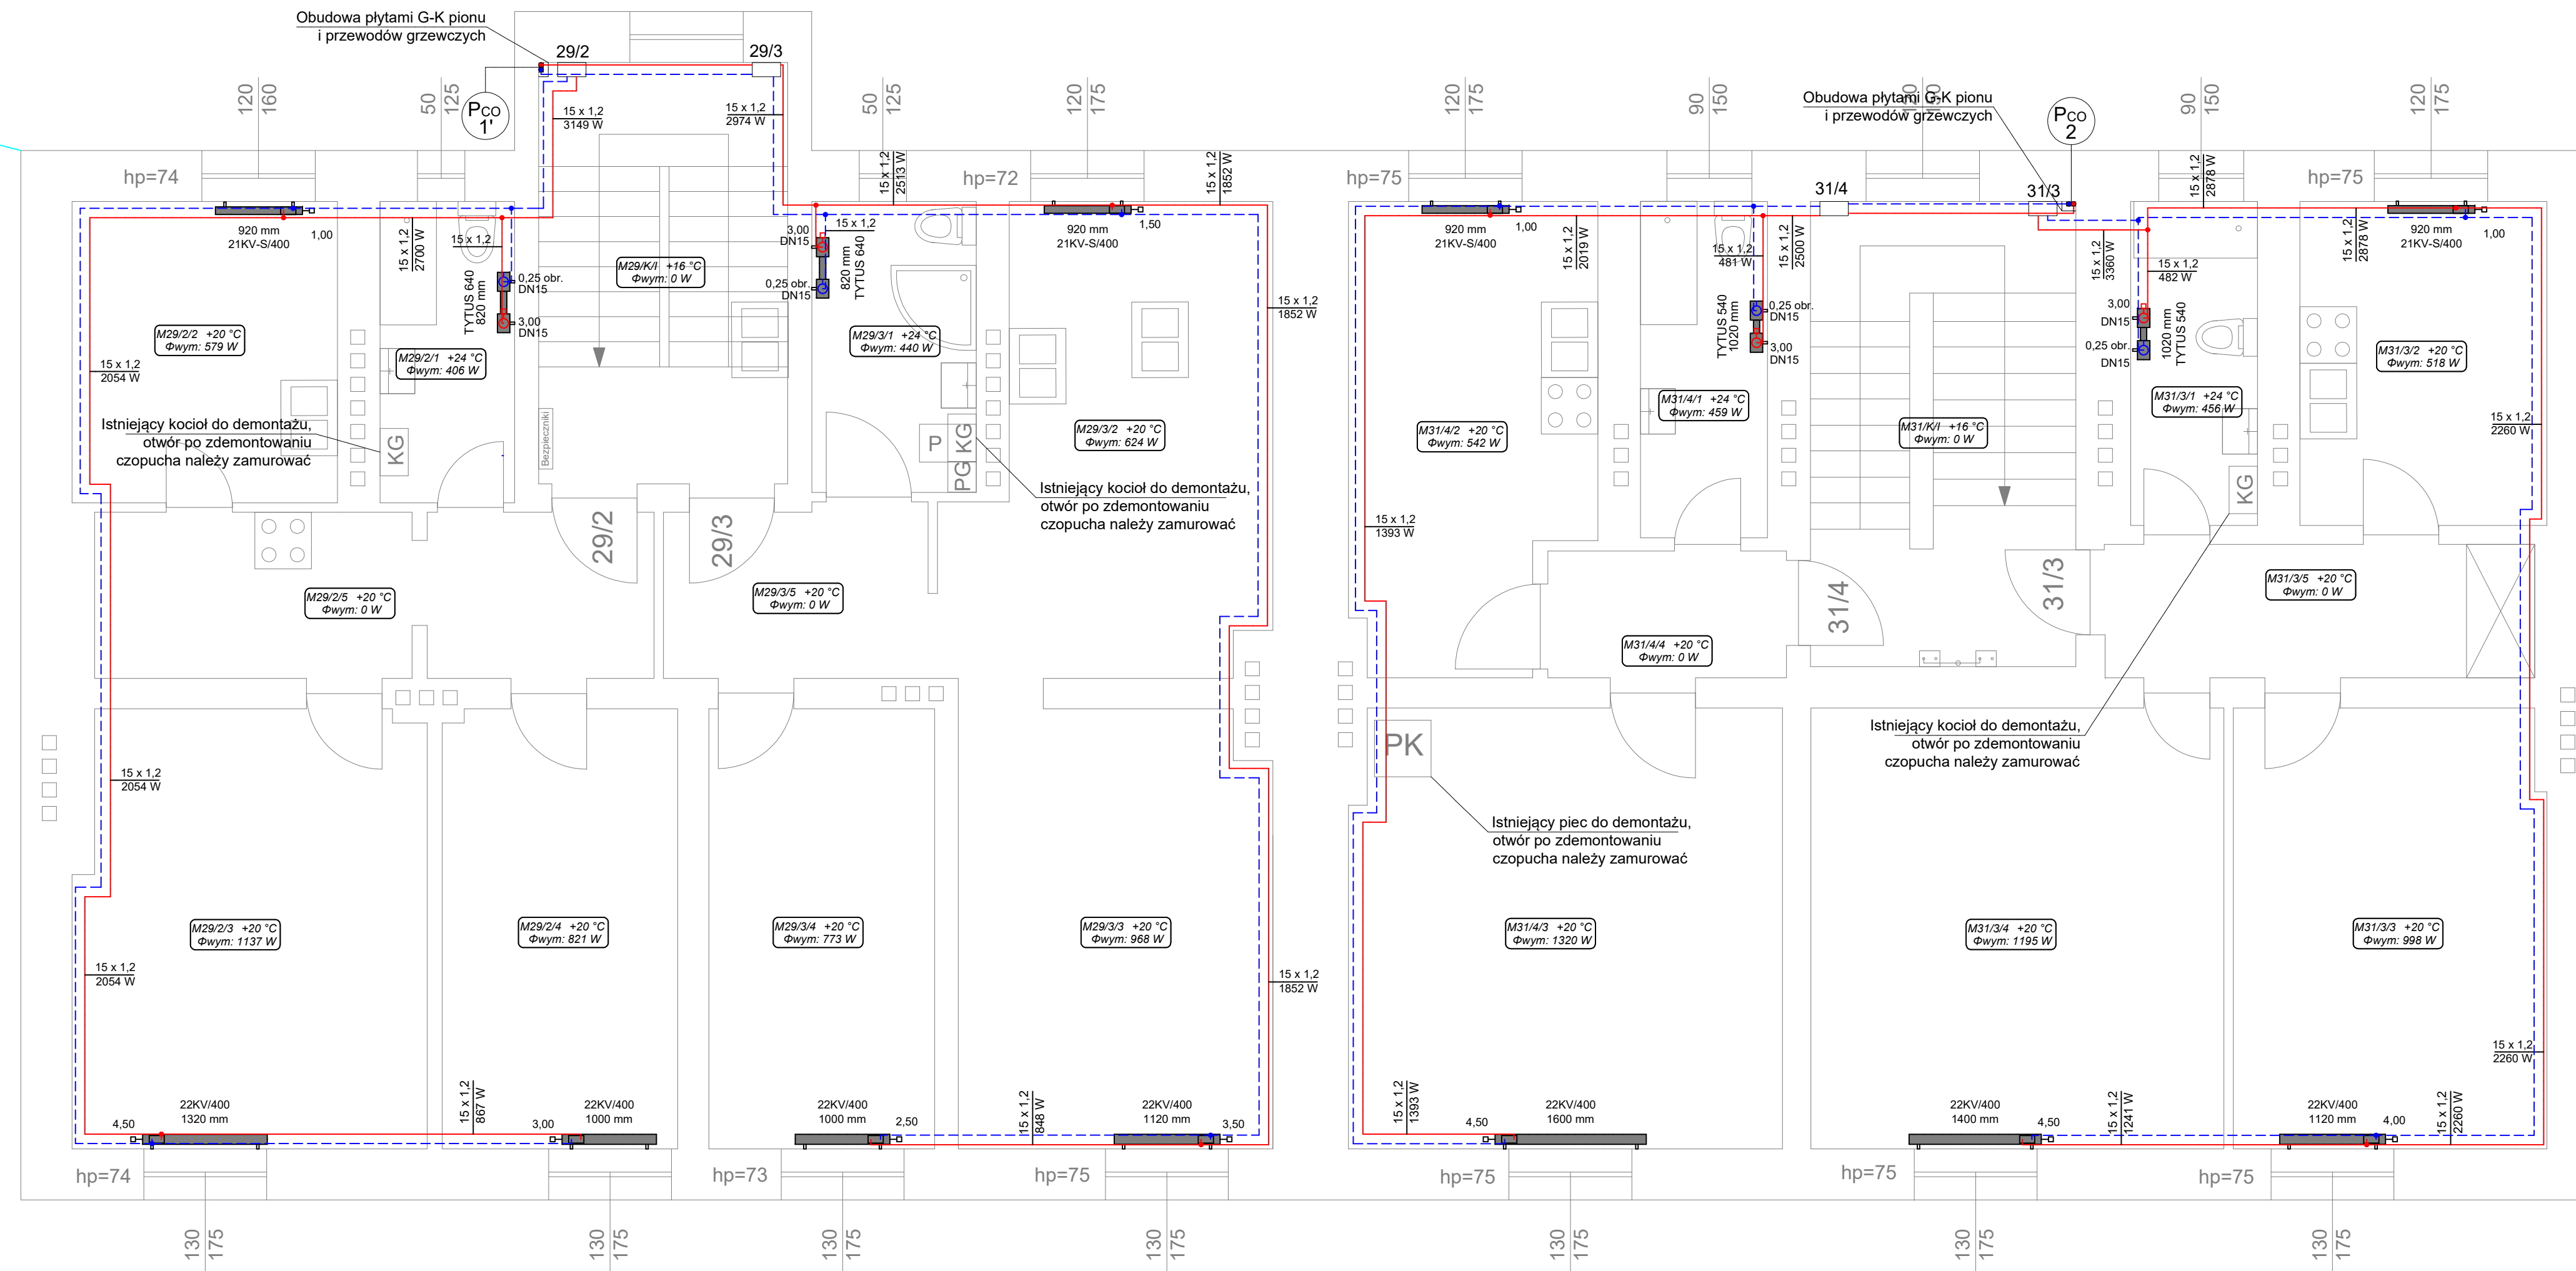 Obudowa płytami G-K pionu
i przewodów grzewczych
PCO
1'
29/2
29/3
15 x 1,2
3149 W
15 x 1,2
2974 W
120
160
50
125
50
125
120
175
120
175
90
150
90
150
120
175
Obudowa płytami G-K pionu
i przewodów grzewczych
PCO
2
hp=74
hp=72
hp=75
hp=75
31/4
31/3
15 x 1,2
2513 W
15 x 1,2
1852 W
15 x 1,2
2878 W
920 mm
21KV-S/400
1,00
15 x 1,2
2700 W
15 x 1,2
TYTUS 640
820 mm
0,25 obr.
DN15
3,00
DN15
M29/2/2 +20 °C
Φwym: 579 W
M29/2/1 +24 °C
Φwym: 406 W
15 x 1,2
2054 W
Istniejący kocioł do demontażu,
otwór po zdemontowaniu
czopucha należy zamurować
KG
M29/K/I +16 °C
Φwym: 0 W
Bezpieczniki
3,00
DN15
0,25 obr.
DN15
15 x 1,2
820 mm
TYTUS 640
M29/3/1 +24 °C
Φwym: 440 W
P
KG
PG
920 mm
21KV-S/400
1,50
15 x 1,2
1852 W
M29/3/2 +20 °C
Φwym: 624 W
Istniejący kocioł do demontażu,
otwór po zdemontowaniu
czopucha należy zamurować
920 mm
21KV-S/400
1,00
15 x 1,2
2019 W
15 x 1,2
481 W
15 x 1,2
2500 W
TYTUS 540
1020 mm
0,25 obr.
DN15
3,00
DN15
M31/4/2 +20 °C
Φwym: 542 W
M31/4/1 +24 °C
Φwym: 459 W
15 x 1,2
1393 W
M31/K/I +16 °C
Φwym: 0 W
15 x 1,2
3360 W
15 x 1,2
482 W
3,00
DN15
0,25 obr.
DN15
1020 mm
TYTUS 540
M31/3/1 +24 °C
Φwym: 456 W
KG
15 x 1,2
2878 W
920 mm
21KV-S/400
1,00
M31/3/2 +20 °C
Φwym: 518 W
15 x 1,2
2260 W
29/2
29/3
31/4
31/3
M29/2/5 +20 °C
Φwym: 0 W
M29/3/5 +20 °C
Φwym: 0 W
M31/4/4 +20 °C
Φwym: 0 W
M31/3/5 +20 °C
Φwym: 0 W
15 x 1,2
2054 W
PK
Istniejący piec do demontażu,
otwór po zdemontowaniu
czopucha należy zamurować
Istniejący kocioł do demontażu,
otwór po zdemontowaniu
czopucha należy zamurować
15 x 1,2
2054 W
M29/2/3 +20 °C
Φwym: 1137 W
M29/2/4 +20 °C
Φwym: 821 W
M29/3/4 +20 °C
Φwym: 773 W
M29/3/3 +20 °C
Φwym: 968 W
15 x 1,2
1852 W
M31/4/3 +20 °C
Φwym: 1320 W
M31/3/4 +20 °C
Φwym: 1195 W
M31/3/3 +20 °C
Φwym: 998 W
15 x 1,2
2260 W
4,50
22KV/400
1320 mm
15 x 1,2
867 W
3,00
22KV/400
1000 mm
22KV/400
1000 mm
2,50
15 x 1,2
848 W
22KV/400
1120 mm
3,50
15 x 1,2
1393 W
4,50
22KV/400
1600 mm
22KV/400
1400 mm
4,50
15 x 1,2
1241 W
22KV/400
1120 mm
4,00
15 x 1,2
2260 W
hp=74
hp=73
hp=75
hp=75
hp=75
hp=75
130
175
130
175
130
175
130
175
130
175
130
175
130
175